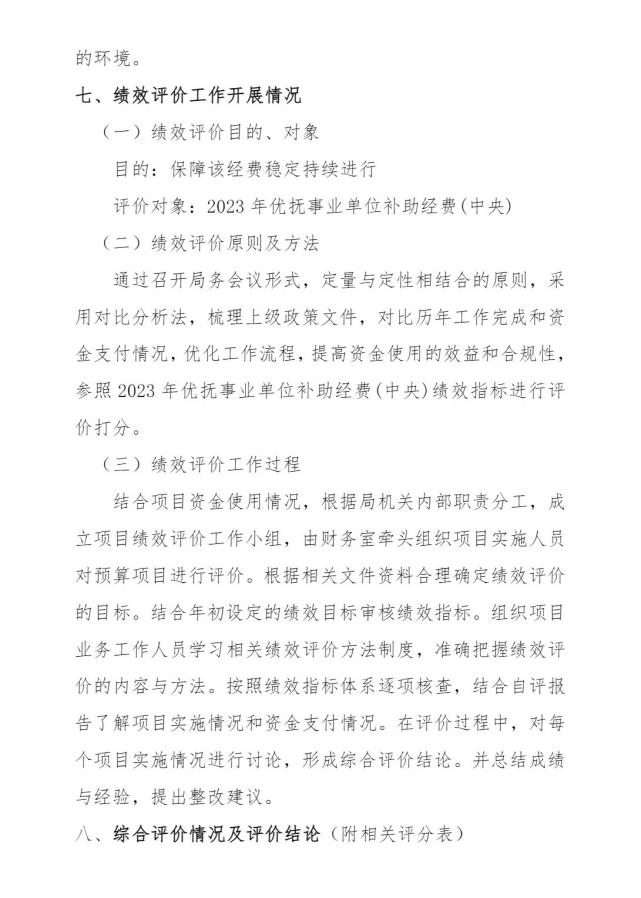 的环境。
七、绩效评价工作开展情况
（一）绩效评价目的、对象
目的：保障该经费稳定持续进行
评价对象：2023 年优抚事业单位补助经费(中央)
（二）绩效评价原则及方法
通过召开局务会议形式，定量与定性相结合的原则，采
用对比分析法，梳理上级政策文件，对比历年工作完成和资
金支付情况，优化工作流程，提高资金使用的效益和合规性，
参照 2023 年优抚事业单位补助经费(中央)绩效指标进行评
价打分。
（三）绩效评价工作过程
结合项目资金使用情况，根据局机关内部职责分工，成
立项目绩效评价工作小组，由财务室牵头组织项目实施人员
对预算项目进行评价。根据相关文件资料合理确定绩效评价
的目标。结合年初设定的绩效目标审核绩效指标。组织项目
业务工作人员学习相关绩效评价方法制度，准确把握绩效评
价的内容与方法。按照绩效指标体系逐项核查，结合自评报
告了解项目实施情况和资金支付情况。在评价过程中，对每
个项目实施情况进行讨论，形成综合评价结论。并总结成绩
与经验，提出整改建议。
八、综合评价情况及评价结论（附相关评分表）